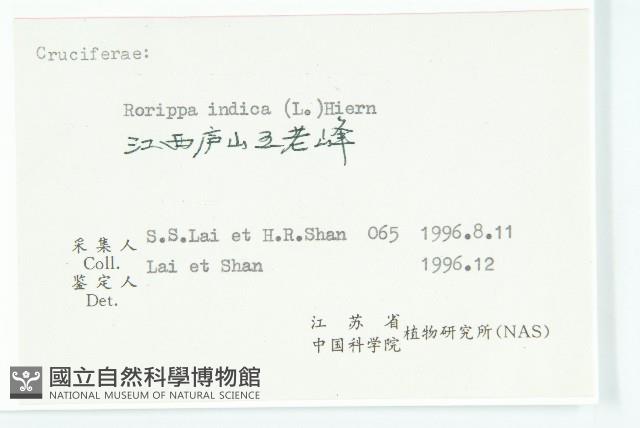 Cruciferae:
Rorippa indica (L.)Hiern
江西庐山五老峰
采集人 S.S.Lai et H.R.Shan 065 1996.8.11
Coll.
鉴定人 Lai et Shan 1996.12
Det.
江苏省
中国科学院 植物研究所(NAS)
國立自然科學博物館
NATIONAL MUSEUM OF NATURAL SCIENCE